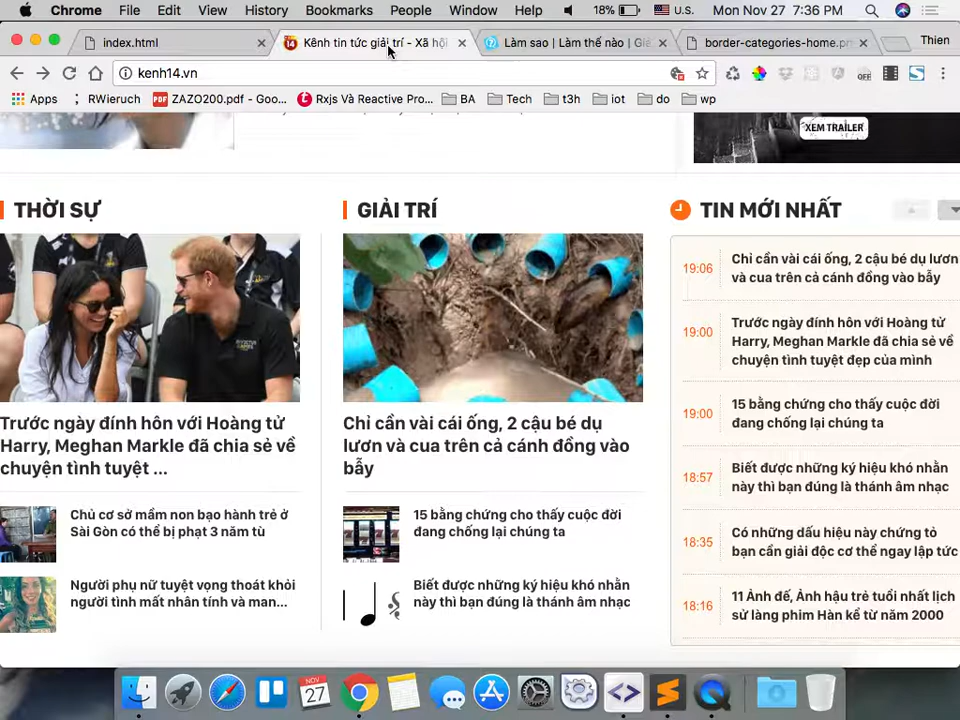 Chrome File Edit View History Bookmarks People Window Help 18% U.S. Mon Nov 27 7:36 PM
index.html Kênh tin tức giải trí - Xã hội Làm sao | Làm thế nào | Giả border-categories-home.pn Thien
kenh14.vn
Apps RWieruch ZAZO200.pdf - Goo... Rxjs Và Reactive Pro... BA Tech t3h iot do wp
XEM TRAILER
THỜI SỰ
Trước ngày đính hôn với Hoàng tử
Harry, Meghan Markle đã chia sẻ về
chuyện tình tuyệt ...
Chủ cơ sở mầm non bạo hành trẻ ở
Sài Gòn có thể bị phạt 3 năm tù
Người phụ nữ tuyệt vọng thoát khỏi
người tình mất nhân tính và man...
GIẢI TRÍ
Chỉ cần vài cái ống, 2 cậu bé dụ
lươn và cua trên cả cánh đồng vào
bẫy
15 bằng chứng cho thấy cuộc đời
đang chống lại chúng ta
Biết được những ký hiệu khó nhằn
này thì bạn đúng là thánh âm nhạc
TIN MỚI NHẤT
19:06 Chỉ cần vài cái ống, 2 cậu bé dụ lươn
và cua trên cả cánh đồng vào bẫy
19:00 Trước ngày đính hôn với Hoàng tử
Harry, Meghan Markle đã chia sẻ về
chuyện tình tuyệt đẹp của mình
19:00 15 bằng chứng cho thấy cuộc đời
đang chống lại chúng ta
18:57 Biết được những ký hiệu khó nhằn
này thì bạn đúng là thánh âm nhạc
18:35 Có những dấu hiệu này chứng tỏ
bạn cần giải độc cơ thể ngay lập tức
18:16 11 Ảnh đế, Ảnh hậu trẻ tuổi nhất lịch
sử làng phim Hàn kể từ năm 2000
NOV
27